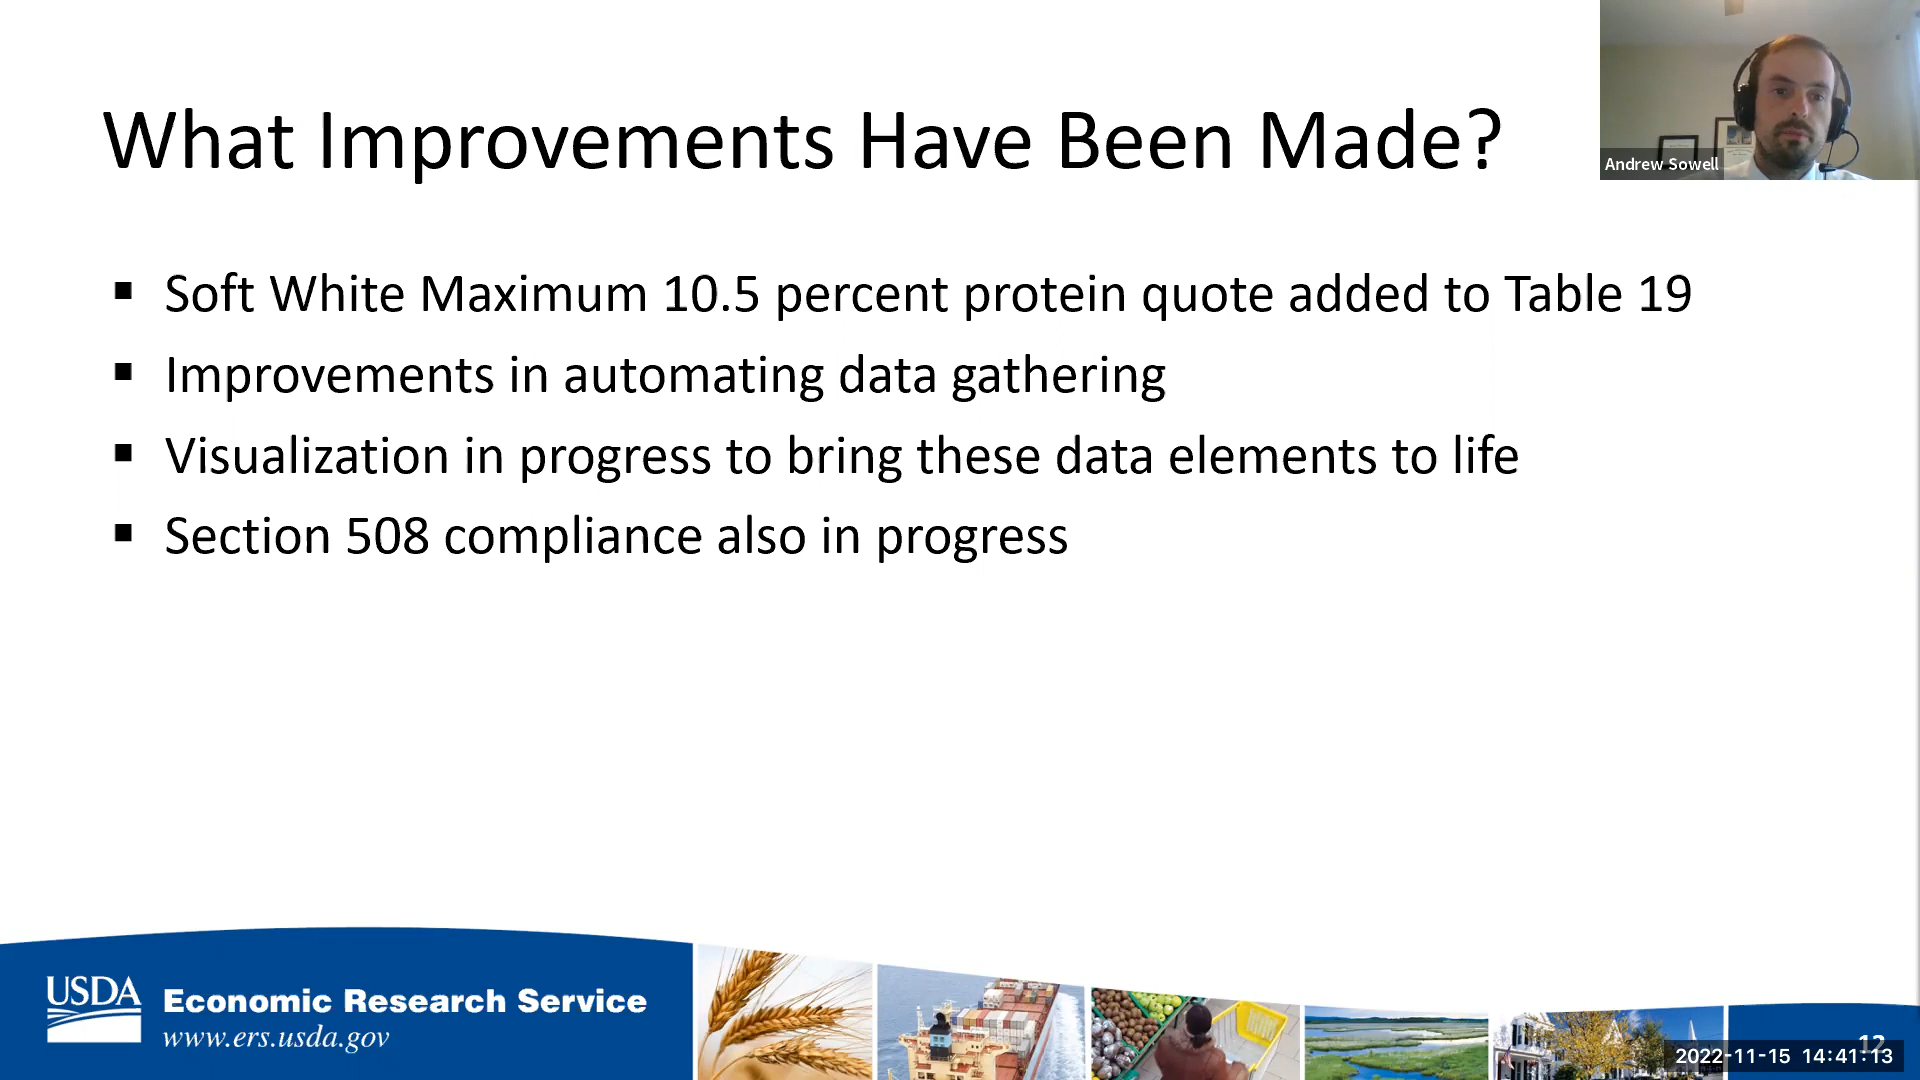 What Improvements Have Been Made?
Andrew Sowell
▪ Soft White Maximum 10.5 percent protein quote added to Table 19
▪ Improvements in automating data gathering
▪ Visualization in progress to bring these data elements to life
▪ Section 508 compliance also in progress
USDA
Economic Research Service
www.ers.usda.gov
12
2022-11-15 14:41:13